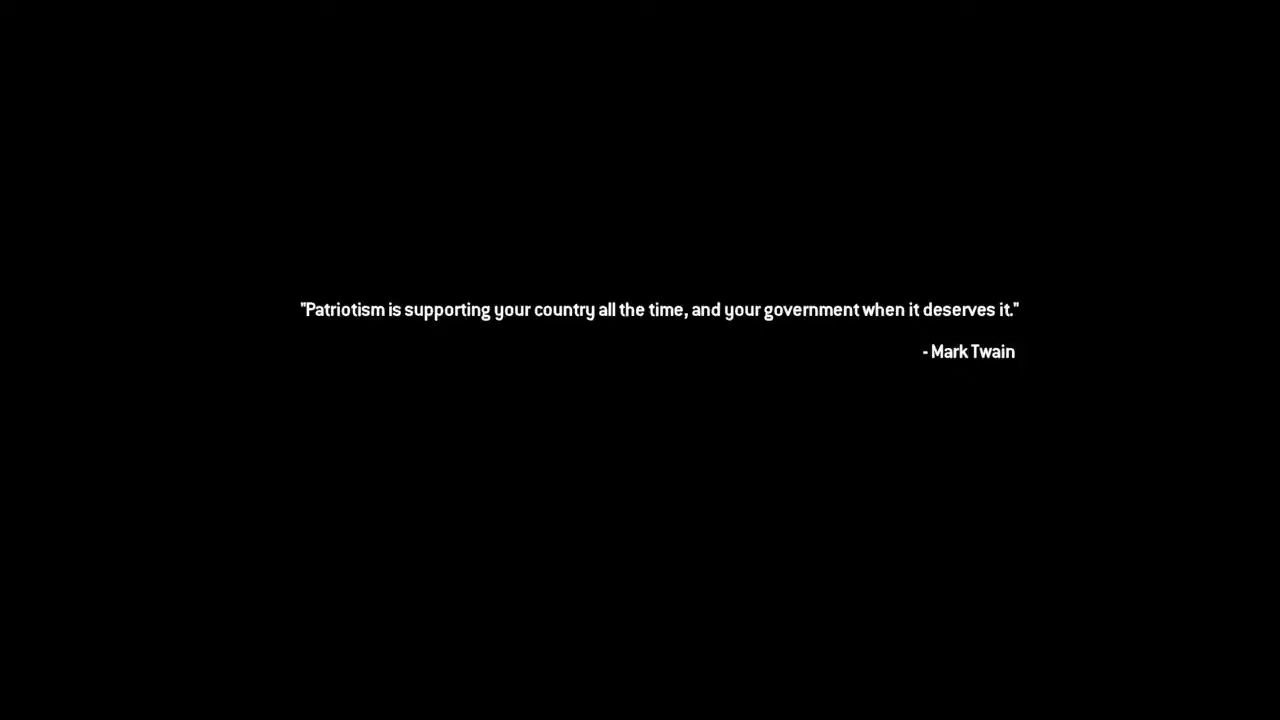 "Patriotism is supporting your country all the time, and your government when it deserves it."
- Mark Twain